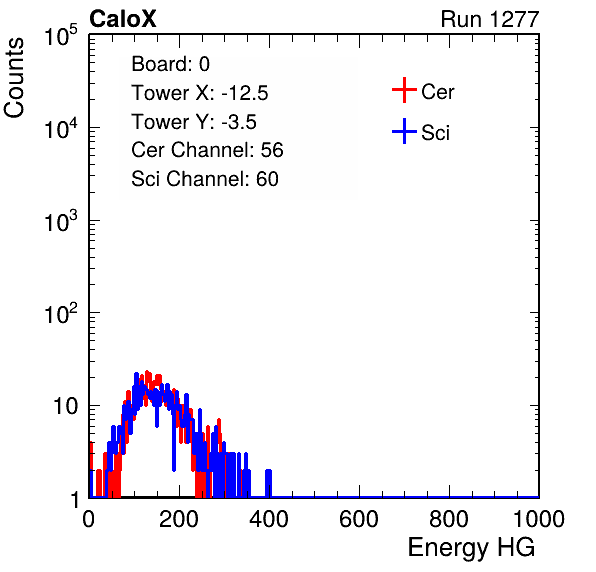 CaloX Run 1277
Counts
10^5
10^4
10^3
10^2
10
1
Board: 0
Tower X: -12.5
Tower Y: -3.5
Cer Channel: 56
Sci Channel: 60
Cer
Sci
0 200 400 600 800 1000
Energy HG